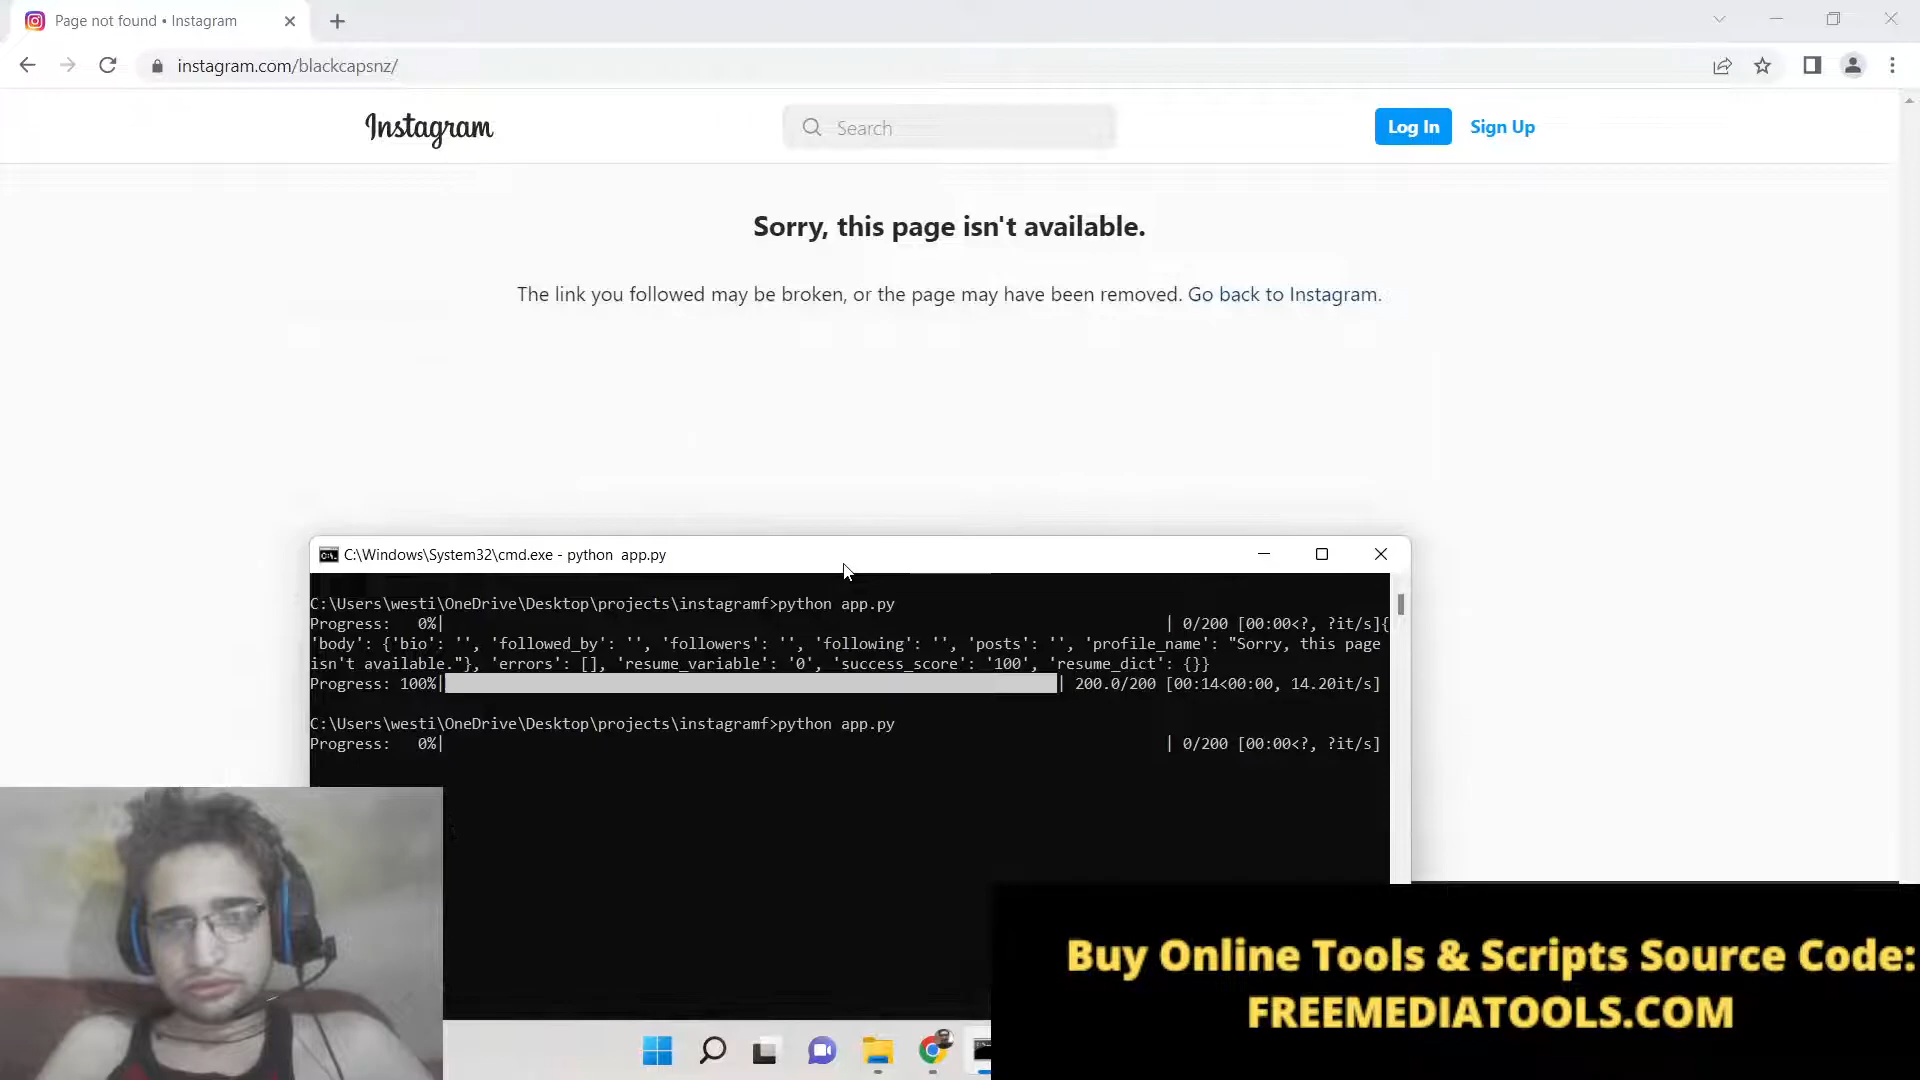 Page not found • Instagram
instagram.com/blackcapsnz/
Instagram
Search
Log In
Sign Up
Sorry, this page isn't available.
The link you followed may be broken, or the page may have been removed. Go back to Instagram.
C:\Windows\System32\cmd.exe - python  app.py
C:\Users\westi\OneDrive\Desktop\projects\instagramf>python app.py
Progress:   0%|                    | 0/200 [00:00<?, ?it/s]{
'body': {'bio': '', 'followed_by': '', 'followers': '', 'following': '', 'posts': '', 'profile_name': "Sorry, this page
isn't available."}, 'errors': [], 'resume_variable': '0', 'success_score': '100', 'resume_dict': {}}
Progress: 100%|                    | 200.0/200 [00:14<00:00, 14.20it/s]
C:\Users\westi\OneDrive\Desktop\projects\instagramf>python app.py
Progress:   0%|                    | 0/200 [00:00<?, ?it/s]
Buy Online Tools & Scripts Source Code:
FREEMEDIATOOLS.COM